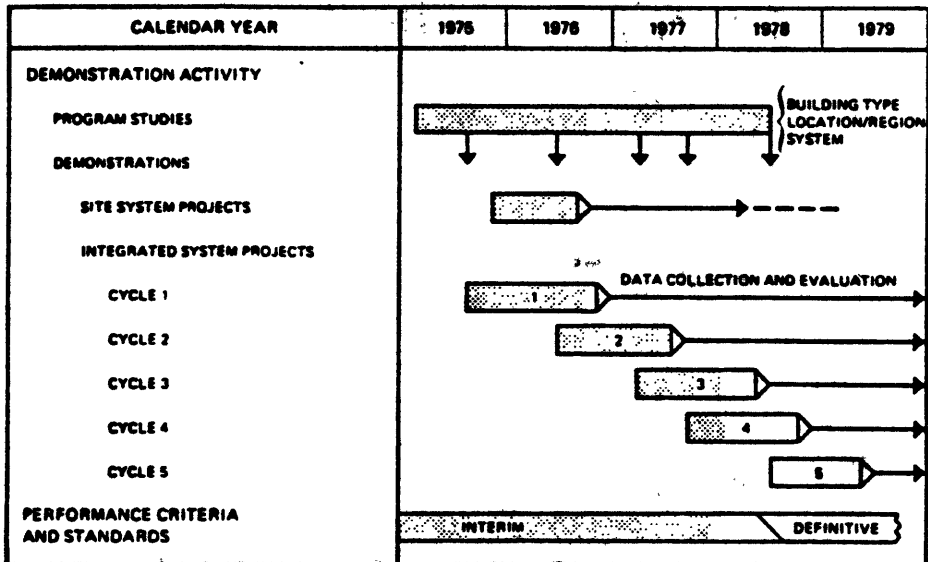 CALENDAR YEAR 1975 1976 1977 1978 1979
DEMONSTRATION ACTIVITY
PROGRAM STUDIES
BUILDING TYPE
LOCATION/REGION
SYSTEM
DEMONSTRATIONS
SITE SYSTEM PROJECTS
INTEGRATED SYSTEM PROJECTS
DATA COLLECTION AND EVALUATION
CYCLE 1 1
CYCLE 2 2
CYCLE 3 3
CYCLE 4 4
CYCLE 5 5
PERFORMANCE CRITERIA
AND STANDARDS
INTERIM DEFINITIVE